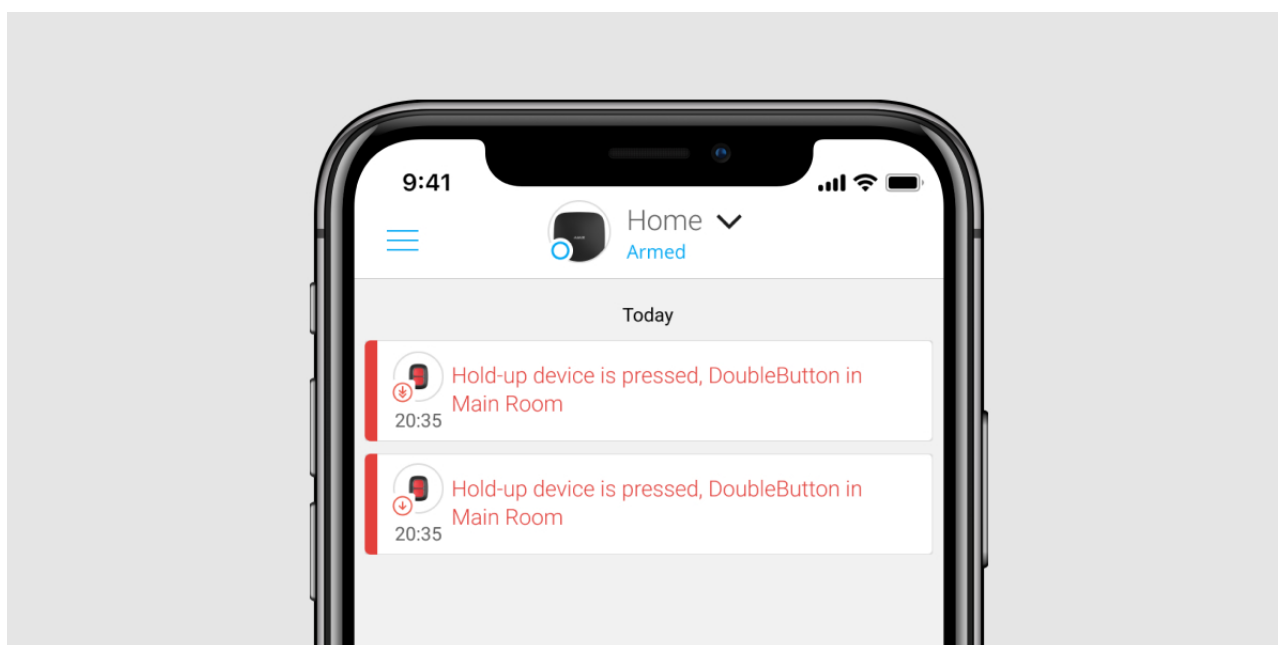 9:41
Home
Armed
Today
Hold-up device is pressed, DoubleButton in
Main Room
20:35
Hold-up device is pressed, DoubleButton in
Main Room
20:35